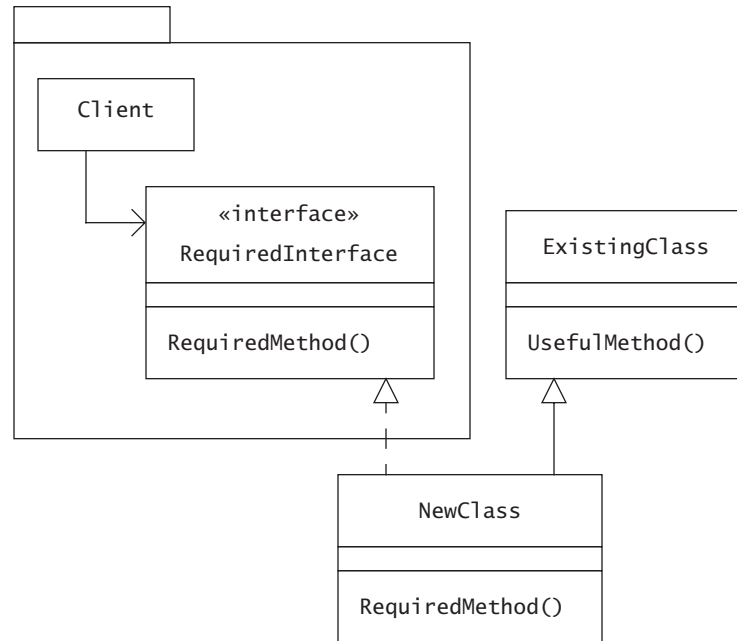 Client
«interface»
RequiredInterface
RequiredMethod()
ExistingClass
UsefulMethod()
NewClass
RequiredMethod()